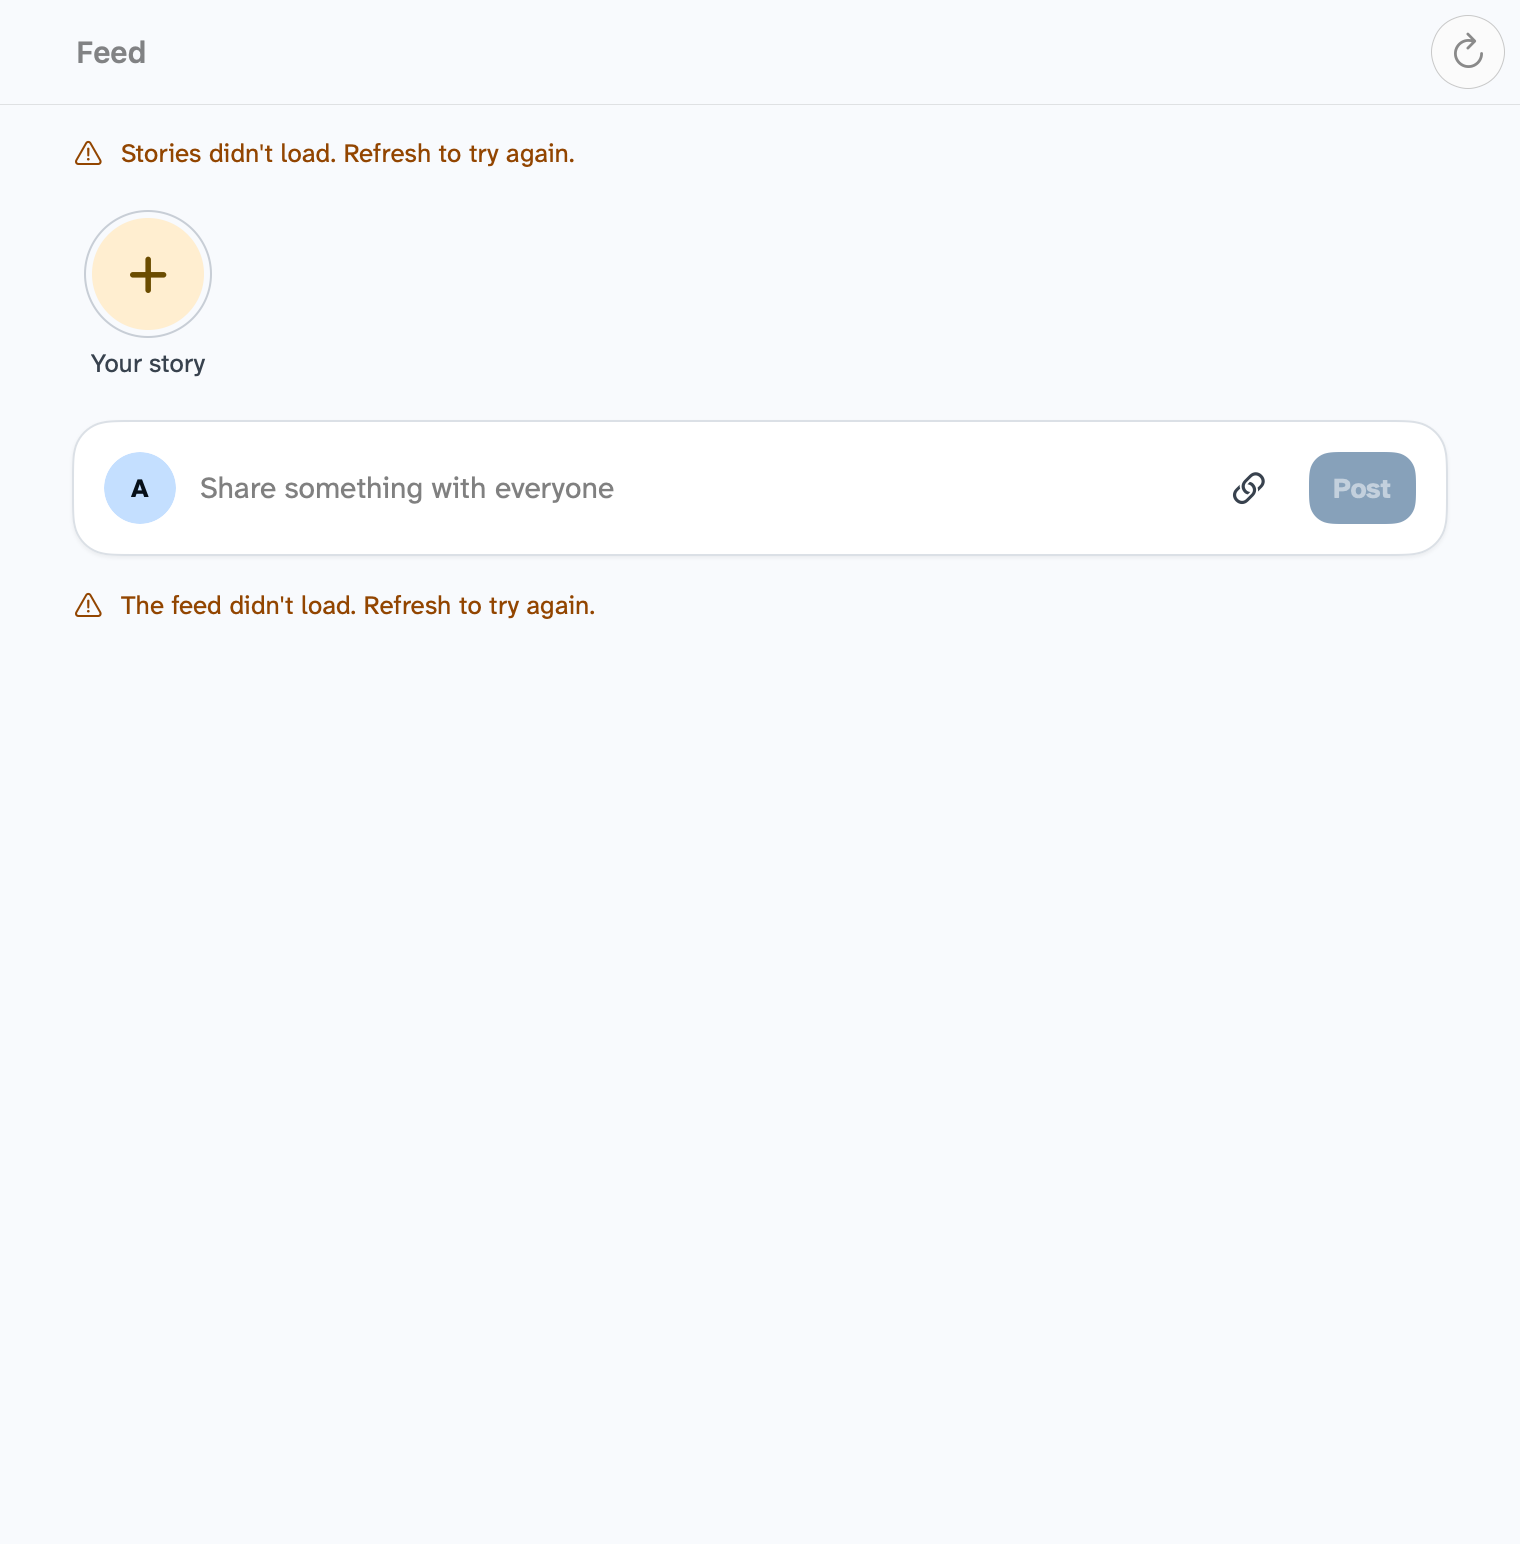 Feed
Stories didn't load. Refresh to try again.
Your story
A
Share something with everyone
Post
The feed didn't load. Refresh to try again.